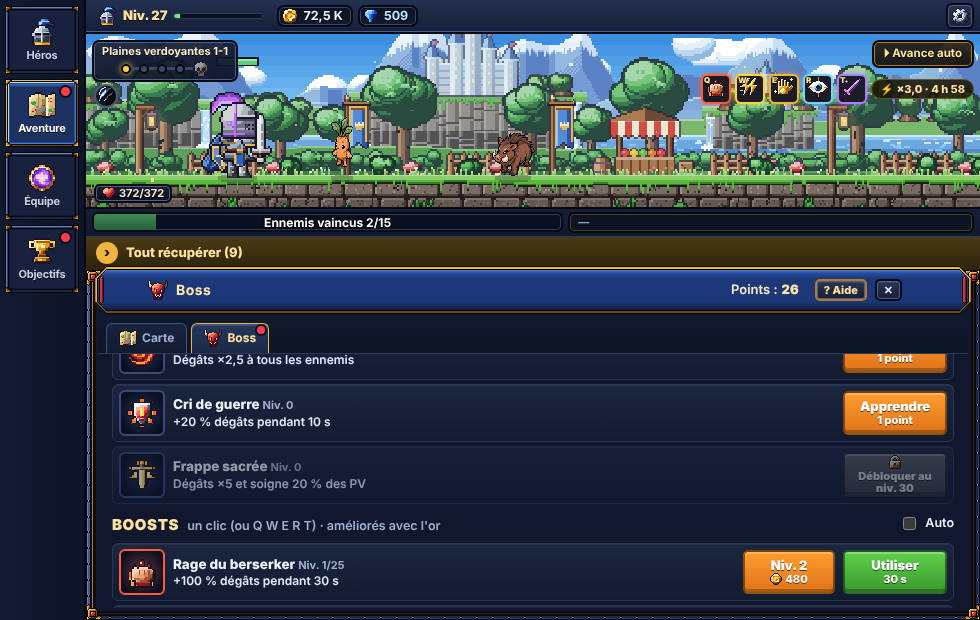 Niv. 27
72,5 K
509
Héros
Aventure
Équipe
Objectifs
Plaines verdoyantes 1-1
Avance auto
Q
W
E
R
T
×3,0 · 4 h 58
372/372
Ennemis vaincus 2/15
—
Tout récupérer (9)
Boss
Points : 26
? Aide
×
Carte
Boss
Dégâts ×2,5 à tous les ennemis
1 point
Cri de guerre Niv. 0
+20 % dégâts pendant 10 s
Apprendre
1 point
Frappe sacrée Niv. 0
Dégâts ×5 et soigne 20 % des PV
Débloquer au
niv. 30
BOOSTS un clic (ou Q W E R T) · améliorés avec l'or
Auto
Rage du berserker Niv. 1/25
+100 % dégâts pendant 30 s
Niv. 2
480
Utiliser
30 s